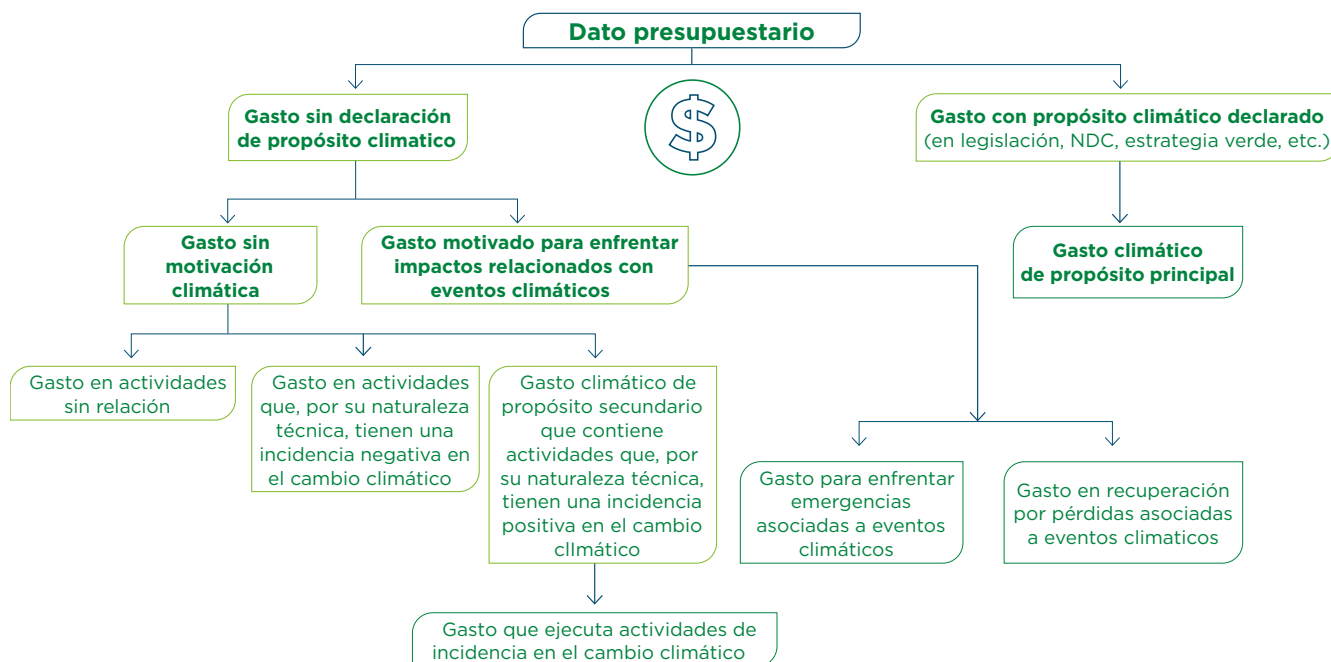 Dato presupuestario
$
Gasto sin declaración
de propósito climatico
Gasto con propósito climático declarado
(en legislación, NDC, estrategia verde, etc.)
Gasto sin
motivación
climática
Gasto motivado para enfrentar
impactos relacionados con
eventos climáticos
Gasto climático
de propósito principal
Gasto en actividades
sin relación
Gasto en actividades
que, por su naturaleza
técnica, tienen una
incidencia negativa en
el cambio climático
Gasto climático de
propósito secundario
que contiene
actividades que, por
su naturaleza técnica,
tienen una incidencia
positiva en el cambio
clImático
Gasto para enfrentar
emergencias
asociadas a eventos
climáticos
Gasto en recuperación
por pérdidas asociadas
a eventos climaticos
Gasto que ejecuta actividades de
incidencia en el cambio climático